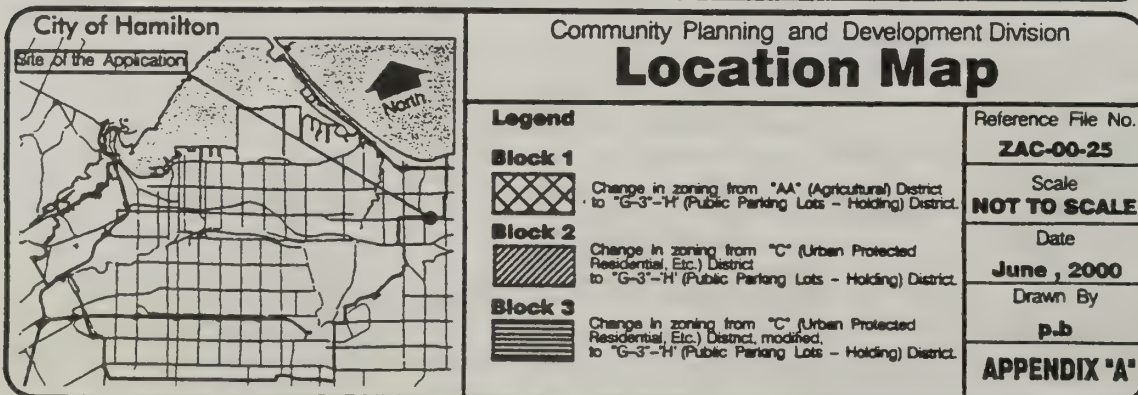 City of Hamilton
Site of the Application
North
Community Planning and Development Division
Location Map
Legend
Block 1
Change in zoning from "AA" (Agricultural) District
to "G-3"-'H' (Public Parking Lots - Holding) District.
Block 2
Change in zoning from "C" (Urban Protected
Residential, Etc.) District
to "G-3"-'H' (Public Parking Lots - Holding) District.
Block 3
Change in zoning from "C" (Urban Protected
Residential, Etc.) District, modified,
to "G-3"-'H' (Public Parking Lots - Holding) District.
Reference File No.
ZAC-00-25
Scale
NOT TO SCALE
Date
June , 2000
Drawn By
p.b
APPENDIX "A"